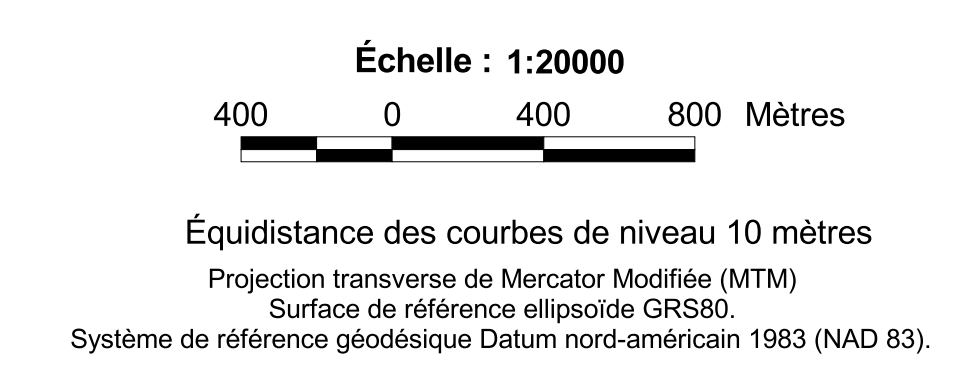 Échelle : 1:20000
400 0 400 800 Mètres
Équidistance des courbes de niveau 10 mètres
Projection transverse de Mercator Modifiée (MTM)
Surface de référence ellipsoïde GRS80.
Système de référence géodésique Datum nord-américain 1983 (NAD 83).